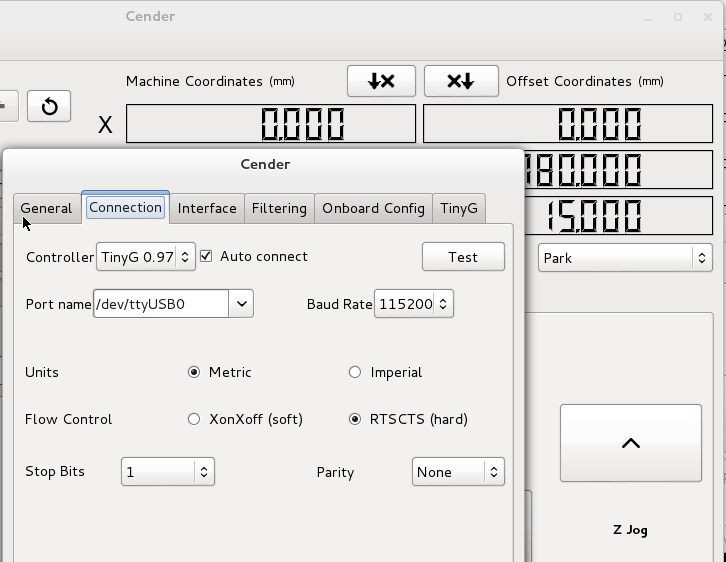 Cender
Machine Coordinates (mm)
Offset Coordinates (mm)
X
0.000
0.000
180.000
15.000
Park
Z Jog
Cender
General Connection Interface Filtering Onboard Config TinyG
Controller TinyG 0.97 Auto connect Test
Port name /dev/ttyUSB0 Baud Rate 115200
Units Metric Imperial
Flow Control XonXoff (soft) RTSCTS (hard)
Stop Bits 1 Parity None